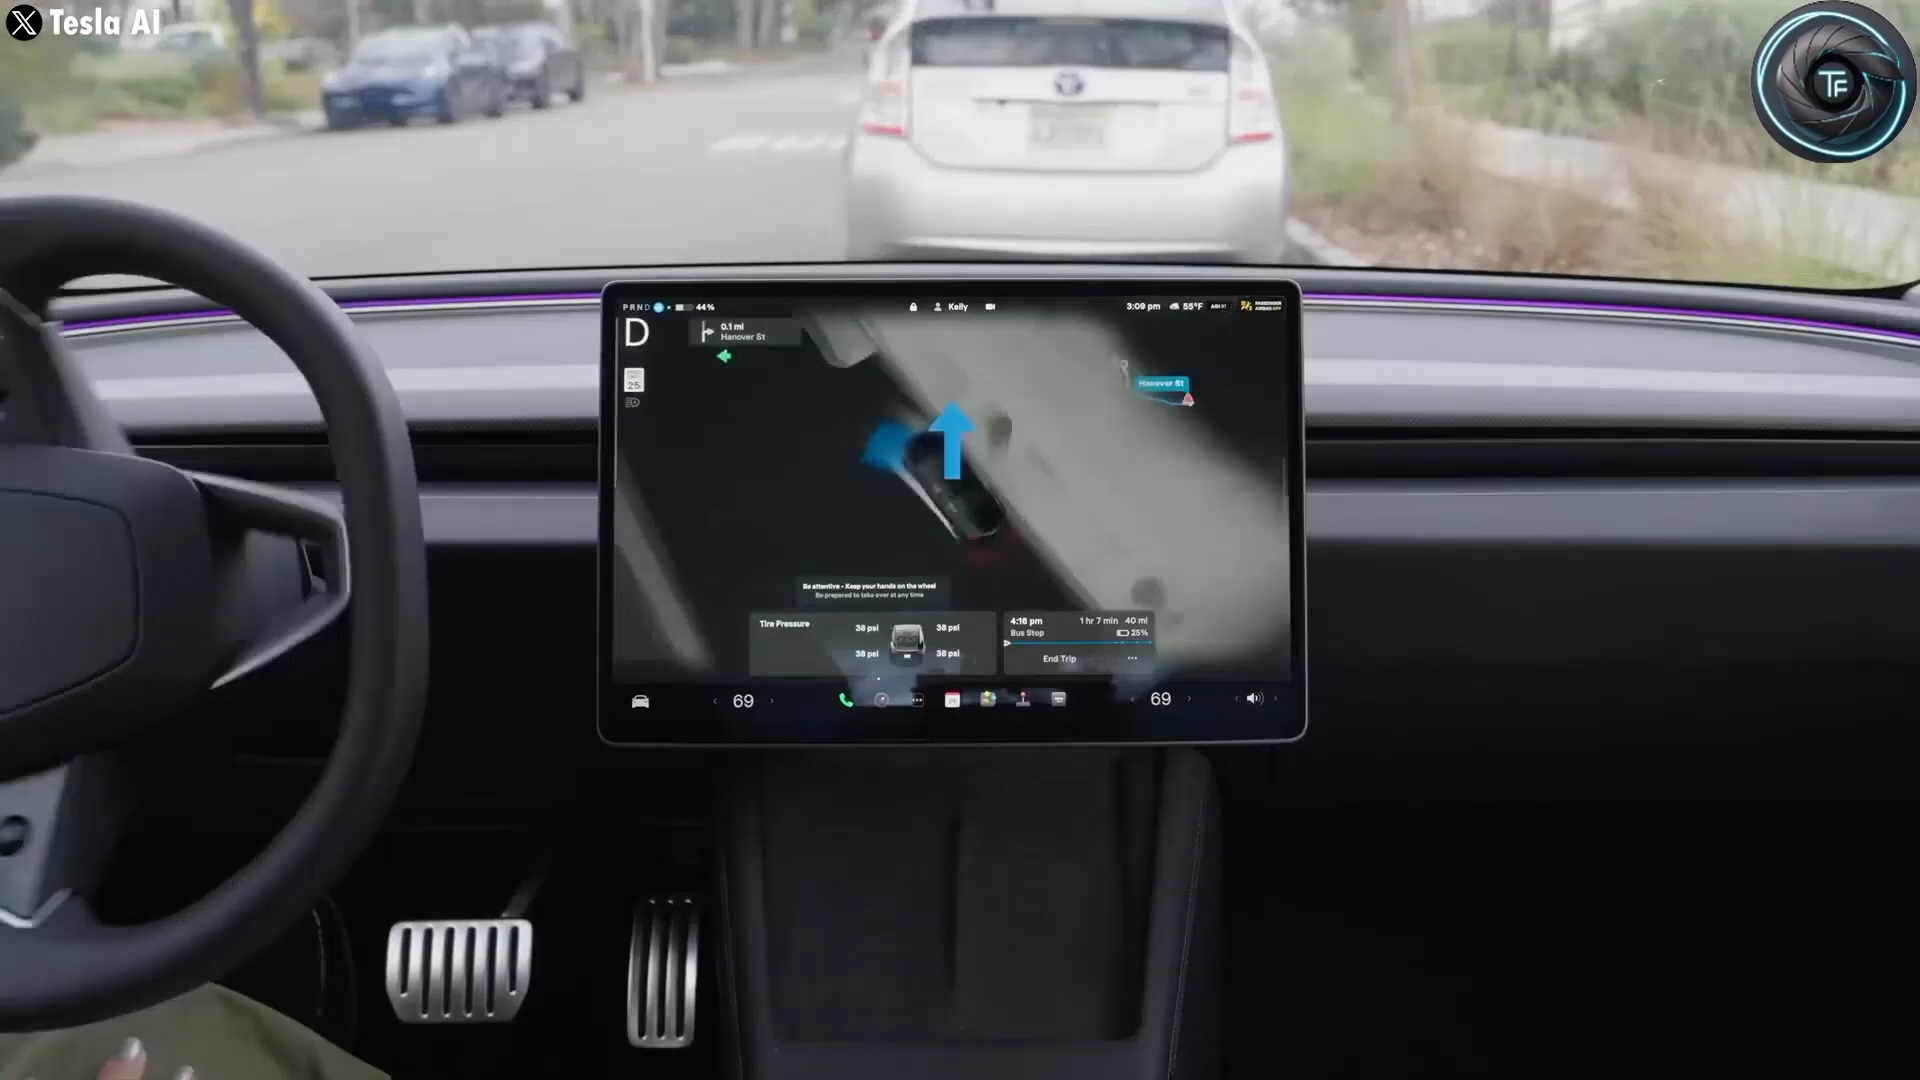 Tesla AI
TF
PRND
44%
Kelly
3:09 pm
55°F
PASSENGER
AIRBAG OFF
D
0.1 mi
Hanover St
25
Hanover St
Be attentive - Keep your hands on the wheel
Be prepared to take over at any time
Tire Pressure
38 psi
38 psi
38 psi
38 psi
4:16 pm
1 hr 7 min
40 mi
Bus Stop
25%
End Trip
69
69